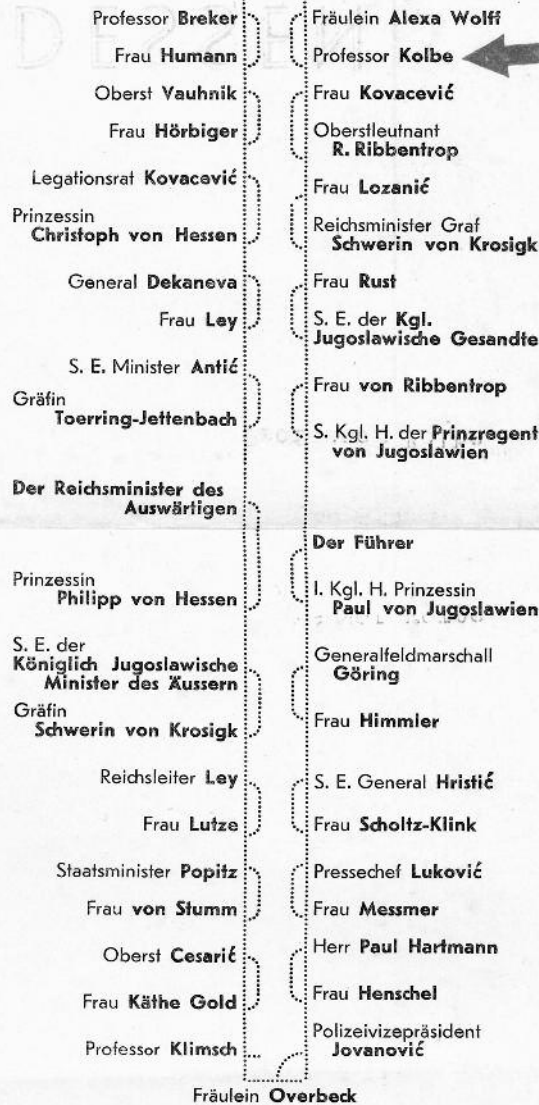 DESSEN
Professor Breker
Frau Humann
Oberst Vauhnik
Frau Hörbiger
Legationsrat Kovacević
Prinzessin
Christoph von Hessen
General Dekaneva
Frau Ley
S. E. Minister Antić
Gräfin
Toerring-Jettenbach
Der Reichsminister des
Auswärtigen
Prinzessin
Philipp von Hessen
S. E. der
Königlich Jugoslawische
Minister des Äussern
Gräfin
Schwerin von Krosigk
Reichsleiter Ley
Frau Lutze
Staatsminister Popitz
Frau von Stumm
Oberst Cesarić
Frau Käthe Gold
Professor Klimsch
Fräulein Alexa Wolff
Professor Kolbe
Frau Kovacević
Oberstleutnant
R. Ribbentrop
Frau Lozanić
Reichsminister Graf
Schwerin von Krosigk
Frau Rust
S. E. der Kgl.
Jugoslawische Gesandte
Frau von Ribbentrop
S. Kgl. H. der Prinzregent
von Jugoslawien
Der Führer
I. Kgl. H. Prinzessin
Paul von Jugoslawien
Generalfeldmarschall
Göring
Frau Himmler
S. E. General Hristić
Frau Scholtz-Klink
Pressechef Luković
Frau Messmer
Herr Paul Hartmann
Frau Henschel
Polizeivizepräsident
Jovanović
Fräulein Overbeck